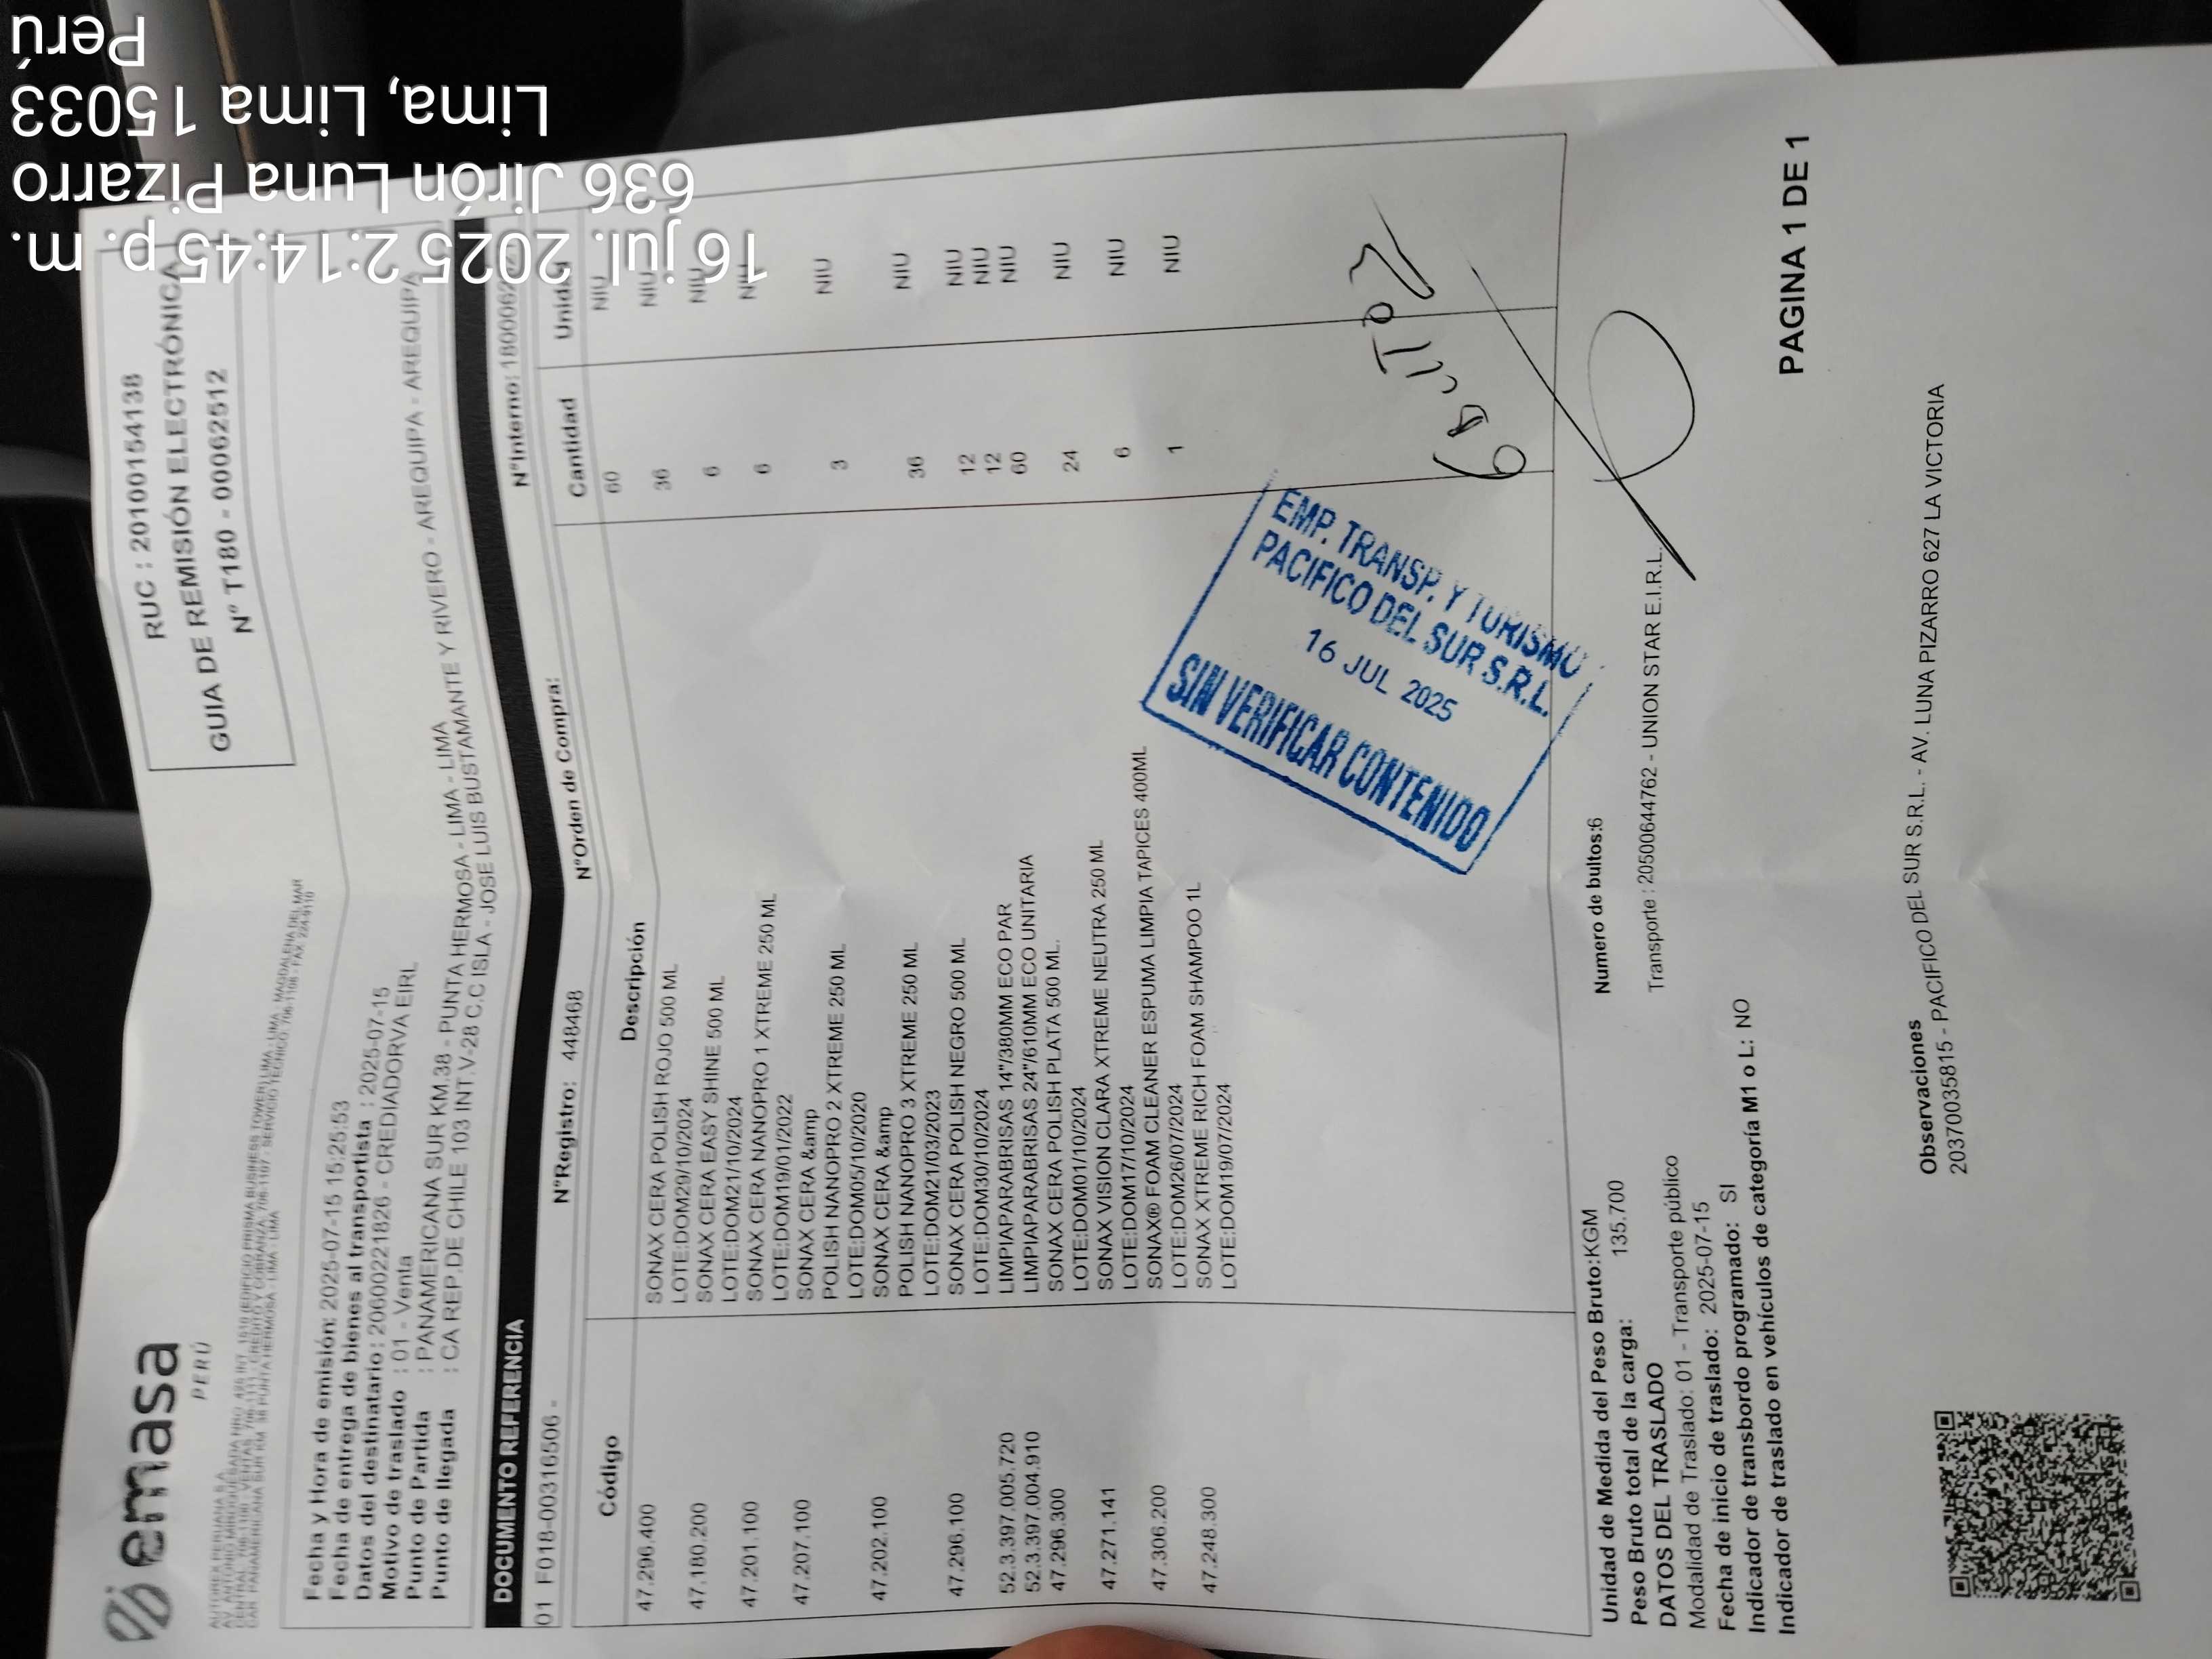 emasa
PERÚ
RUC : 20100154138
GUIA DE REMISIÓN ELECTRÓNICA
Nº T180 - 00062512
AUTOREX PERUANA S.A.
Fecha y Hora de emisión: 2025-07-15 15:25:53
Fecha de entrega de bienes al transportista : 2025-07-15
Datos del destinatario : 20600221826 - CREDIADORVA EIRL
Motivo de traslado : 01 - Venta
Punto de Partida : PANAMERICANA SUR KM.38 - PUNTA HERMOSA - LIMA - LIMA
Punto de llegada : CA REP.DE CHILE 103 INT.V-28 C.C ISLA - JOSE LUIS BUSTAMANTE Y RIVERO - AREQUIPA - AREQUIPA
DOCUMENTO REFERENCIA
01 F018-00316506 - NºRegistro: 448468 NºOrden de Compra: NºInterno:
Código Descripción Cantidad Unidad
47.296.400 SONAX CERA POLISH ROJO 500 ML 60 NIU
LOTE:DOM29/10/2024
47.180.200 SONAX CERA EASY SHINE 500 ML 36 NIU
LOTE:DOM21/10/2024
47.201.100 SONAX CERA NANOPRO 1 XTREME 250 ML 6 NIU
LOTE:DOM19/01/2022
47.207.100 SONAX CERA &amp 6 NIU
POLISH NANOPRO 2 XTREME 250 ML
LOTE:DOM05/10/2020
47.202.100 SONAX CERA &amp 3 NIU
POLISH NANOPRO 3 XTREME 250 ML
LOTE:DOM21/03/2023
47.296.100 SONAX CERA POLISH NEGRO 500 ML 36 NIU
LOTE:DOM30/10/2024
52.3.397.005.720 LIMPIAPARABRISAS 14"/380MM ECO PAR 12 NIU
52.3.397.004.910 LIMPIAPARABRISAS 24"/610MM ECO UNITARIA 12 NIU
47.296.300 SONAX CERA POLISH PLATA 500 ML. 60 NIU
LOTE:DOM01/10/2024
47.271.141 SONAX VISION CLARA XTREME NEUTRA 250 ML 24 NIU
LOTE:DOM17/10/2024
47.306.200 SONAX® FOAM CLEANER ESPUMA LIMPIA TAPICES 400ML 6 NIU
LOTE:DOM26/07/2024
47.248.300 SONAX XTREME RICH FOAM SHAMPOO 1L 1 NIU
LOTE:DOM19/07/2024
EMP. TRANSP. Y TURISMO
PACIFICO DEL SUR S.R.L.
16 JUL 2025
SIN VERIFICAR CONTENIDO
Unidad de Medida del Peso Bruto:KGM Numero de bultos:6
Peso Bruto total de la carga: 135.700
DATOS DEL TRASLADO Transporte : 20500644762 - UNION STAR E.I.R.L.
Modalidad de Traslado: 01 - Transporte público
Fecha de inicio de traslado: 2025-07-15
Indicador de transbordo programado: SI
Indicador de traslado en vehículos de categoría M1 o L: NO
PAGINA 1 DE 1
Observaciones
20370035815 - PACIFICO DEL SUR S.R.L. - AV. LUNA PIZARRO 627 LA VICTORIA
16 jul. 2025 2:14:45 p. m.
636 Jirón Luna Pizarro
Lima, Lima 15033
Perú